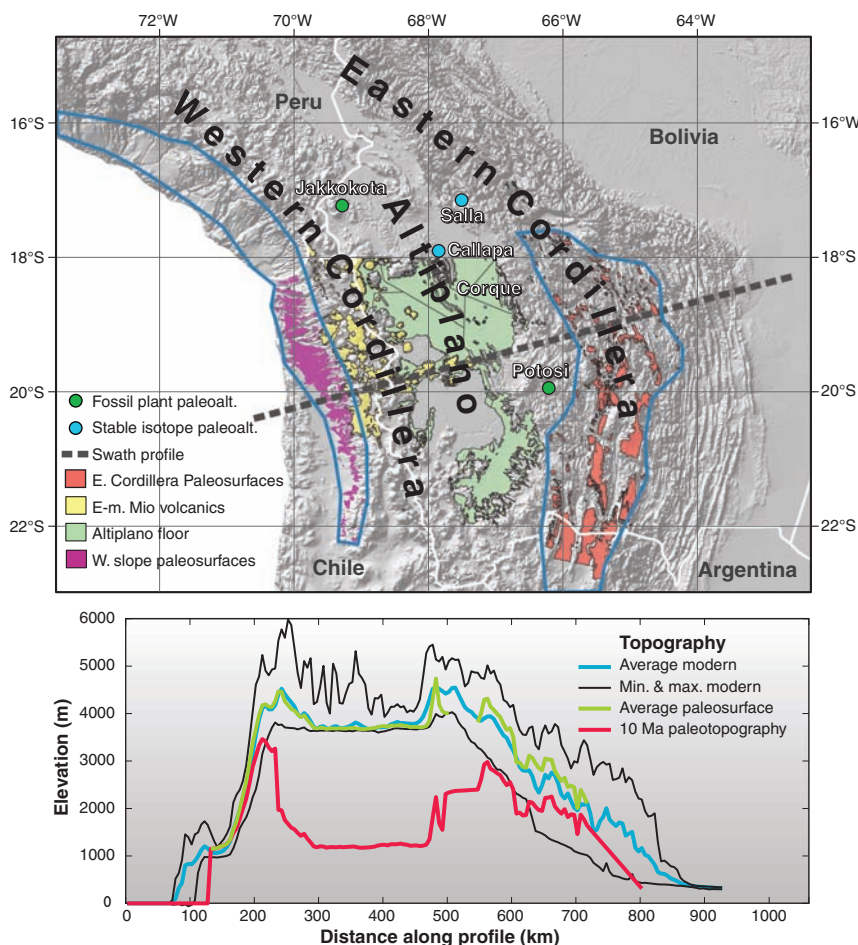 72°W 70°W 68°W 66°W 64°W
16°S 16°W
18°S 18°S
20°S 20°S
22°S 22°S
Peru
Bolivia
Western Cordillera
Altiplano
Eastern Cordillera
Jakkokota
Salla
Callapa
Corque
Potosi
Chile
Argentina
Fossil plant paleoalt.
Stable isotope paleoalt.
Swath profile
E. Cordillera Paleosurfaces
E-m. Mio volcanics
Altiplano floor
W. slope paleosurfaces
Topography
Average modern
Min. & max. modern
Average paleosurface
10 Ma paleotopography
Elevation (m)
6000
5000
4000
3000
2000
1000
0
0 100 200 300 400 500 600 700 800 900 1000
Distance along profile (km)